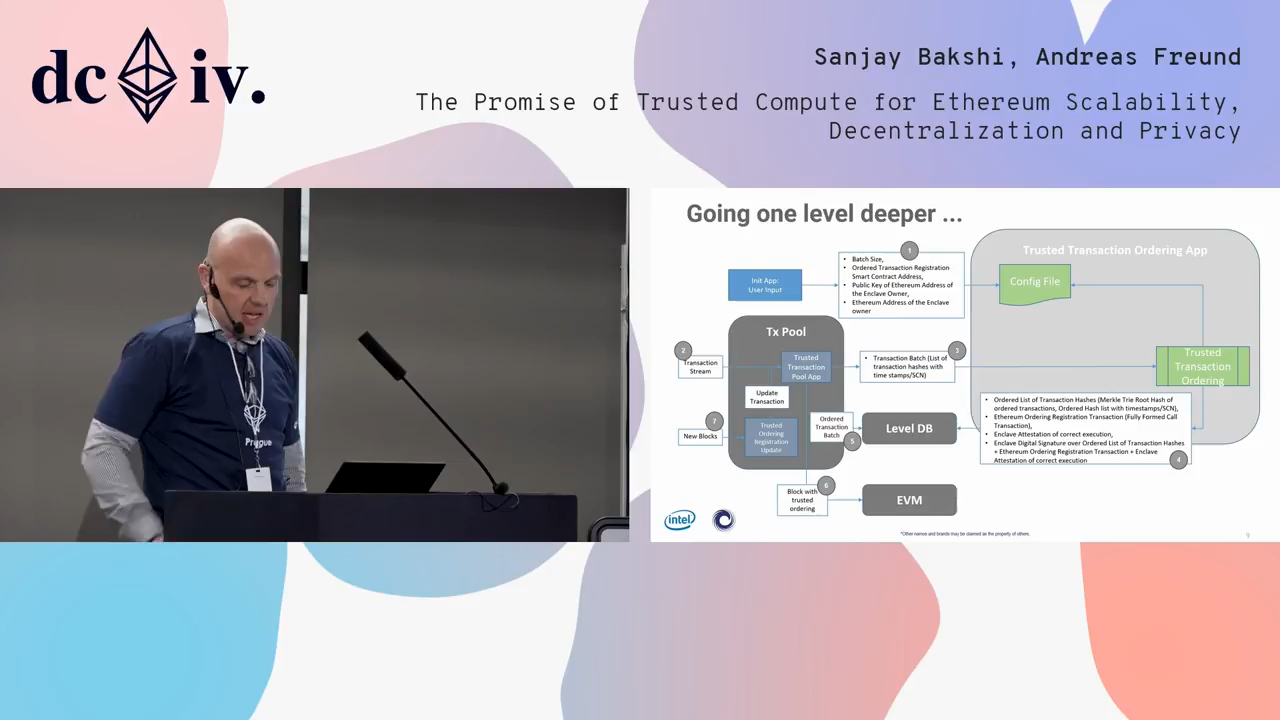 dc iv.
Sanjay Bakshi, Andreas Freund
The Promise of Trusted Compute for Ethereum Scalability,
Decentralization and Privacy
Going one level deeper ...
Trusted Transaction Ordering App
1
• Batch Size,
• Ordered Transaction Registration
Smart Contract Address,
• Public Key of Ethereum Address of
the Enclave Owner,
• Ethereum Address of the Enclave
owner
Init App:
User Input
Config File
Tx Pool
2
Transaction
Stream
Trusted
Transaction
Pool App
3
• Transaction Batch (List of
transaction hashes with
time stamps/SCN)
Trusted
Transaction
Ordering
Update
Transaction
• Ordered List of Transaction Hashes (Merkle Trie Root Hash of
ordered transactions, Ordered Hash list with timestamps/SCN),
• Ethereum Ordering Registration Transaction (Fully Formed Call
Transaction),
• Enclave Attestation of correct execution,
• Enclave Digital Signature over Ordered List of Transaction Hashes
+ Ethereum Ordering Registration Transaction + Enclave
Attestation of correct execution
4
7
New Blocks
Trusted
Ordering
Registration
Update
Ordered
Transaction
Batch
5
Level DB
6
Block with
trusted
ordering
EVM
intel
*Other names and brands may be claimed as the property of others.
9
Prague